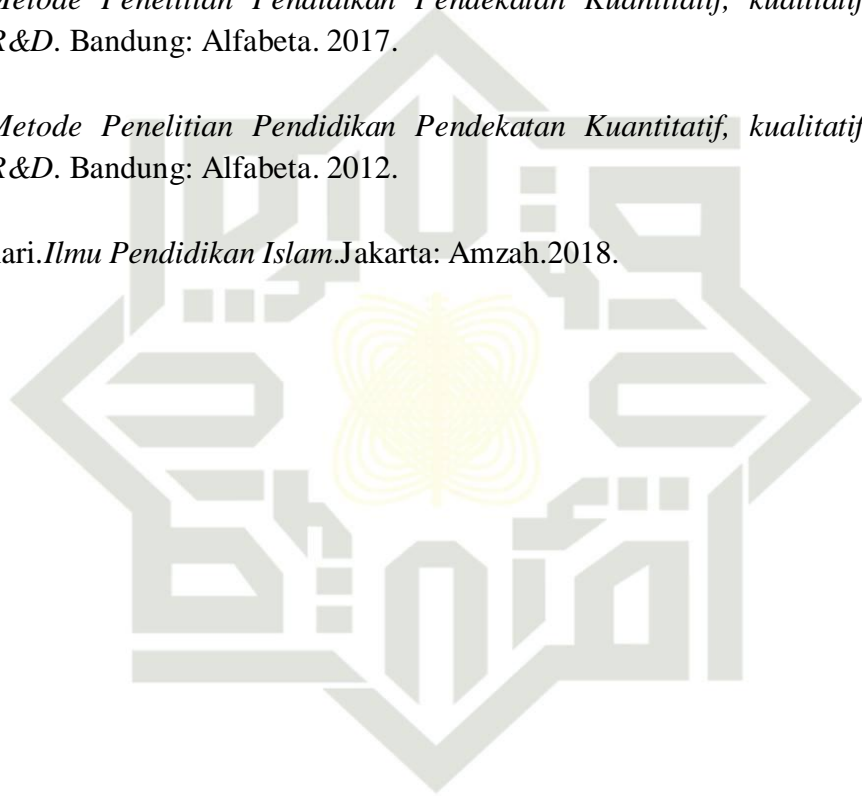 Metode Penelitian Pendidikan Pendekatan Kuantitatif, kualitatif
R&D. Bandung: Alfabeta. 2017.
Metode Penelitian Pendidikan Pendekatan Kuantitatif, kualitatif
R&D. Bandung: Alfabeta. 2012.
ari.Ilmu Pendidikan Islam.Jakarta: Amzah.2018.